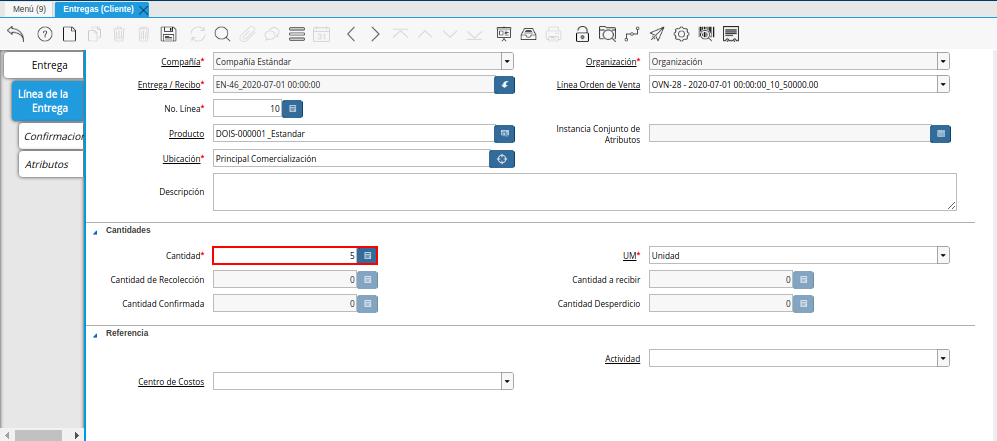 Menú (9) Entregas (Cliente)
Entrega
Línea de la
Entrega
Confirmacion
Atributos
Compañía* Compañía Estándar Organización* Organización
Entrega / Recibo* EN-46_2020-07-01 00:00:00 Línea Orden de Venta OVN-28 - 2020-07-01 00:00:00_10_50000.00
No. Línea* 10
Producto DOIS-000001_Estandar Instancia Conjunto de
Atributos
Ubicación* Principal Comercialización
Descripción
Cantidades
Cantidad* 5 UM* Unidad
Cantidad de Recolección 0 Cantidad a recibir 0
Cantidad Confirmada 0 Cantidad Desperdicio 0
Referencia
Actividad
Centro de Costos